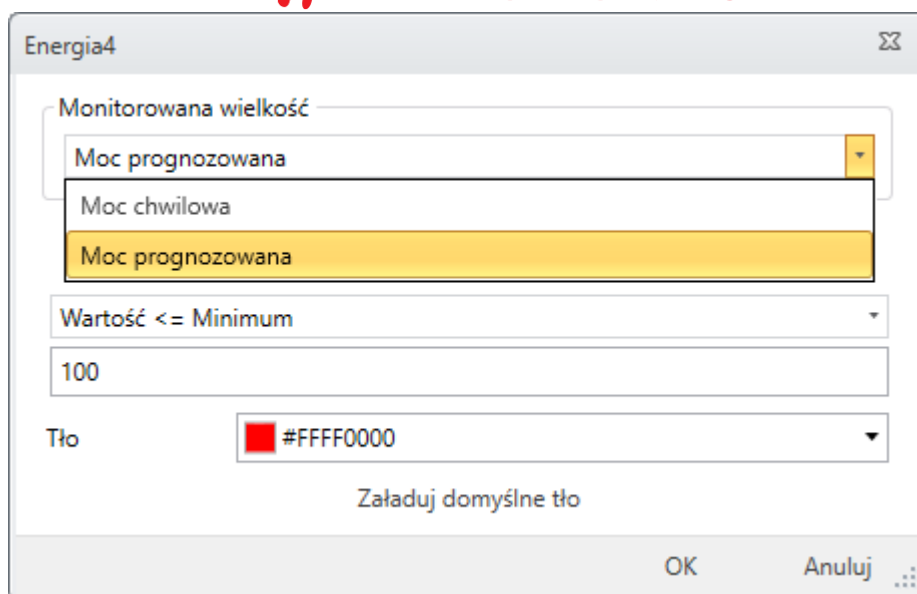 Energia4
Monitorowana wielkość
Moc prognozowana
Moc chwilowa
Moc prognozowana
Wartość <= Minimum
100
Tło #FFFF0000
Załaduj domyślne tło
OK Anuluj